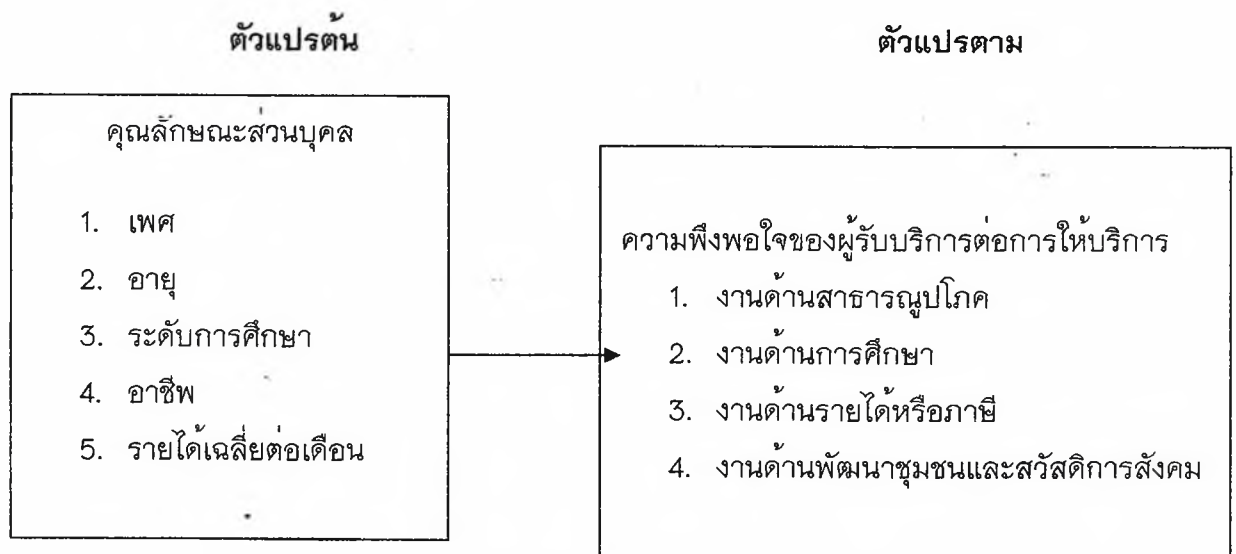 ตัวแปรต้น
ตัวแปรตาม
คุณลักษณะส่วนบุคล
1. เพศ
2. อายุ
3. ระดับการศึกษา
4. อาชีพ
5. รายได้เฉลี่ยต่อเดือน
ความพึงพอใจของผู้รับบริการต่อการให้บริการ
1. งานด้านสาธารณูปโภค
2. งานด้านการศึกษา
3. งานด้านรายได้หรือภาษี
4. งานด้านพัฒนาชุมชนและสวัสดิการสังคม